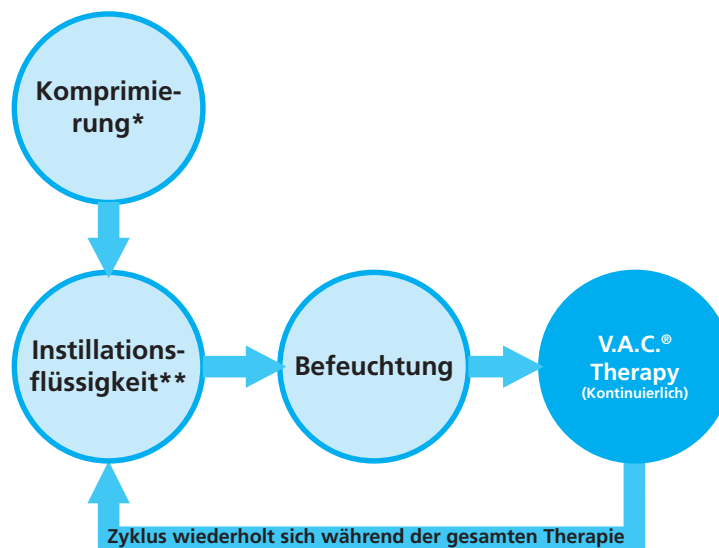 Komprimie-
rung*
Instillations-
flüssigkeit**
Befeuchtung
V.A.C.®
Therapy
(Kontinuierlich)
Zyklus wiederholt sich während der gesamten Therapie